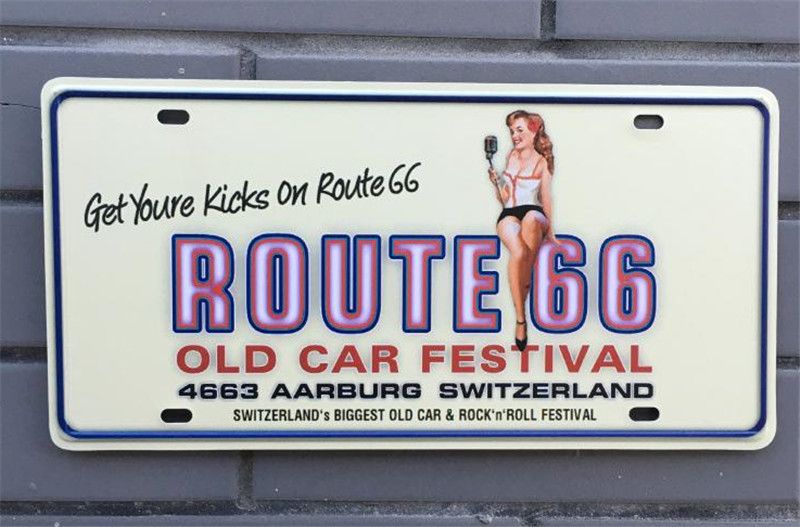 Get Youre Kicks On Route 66
ROUTE 66
OLD CAR FESTIVAL
4663 AARBURG SWITZERLAND
SWITZERLAND's BIGGEST OLD CAR & ROCK'n'ROLL FESTIVAL